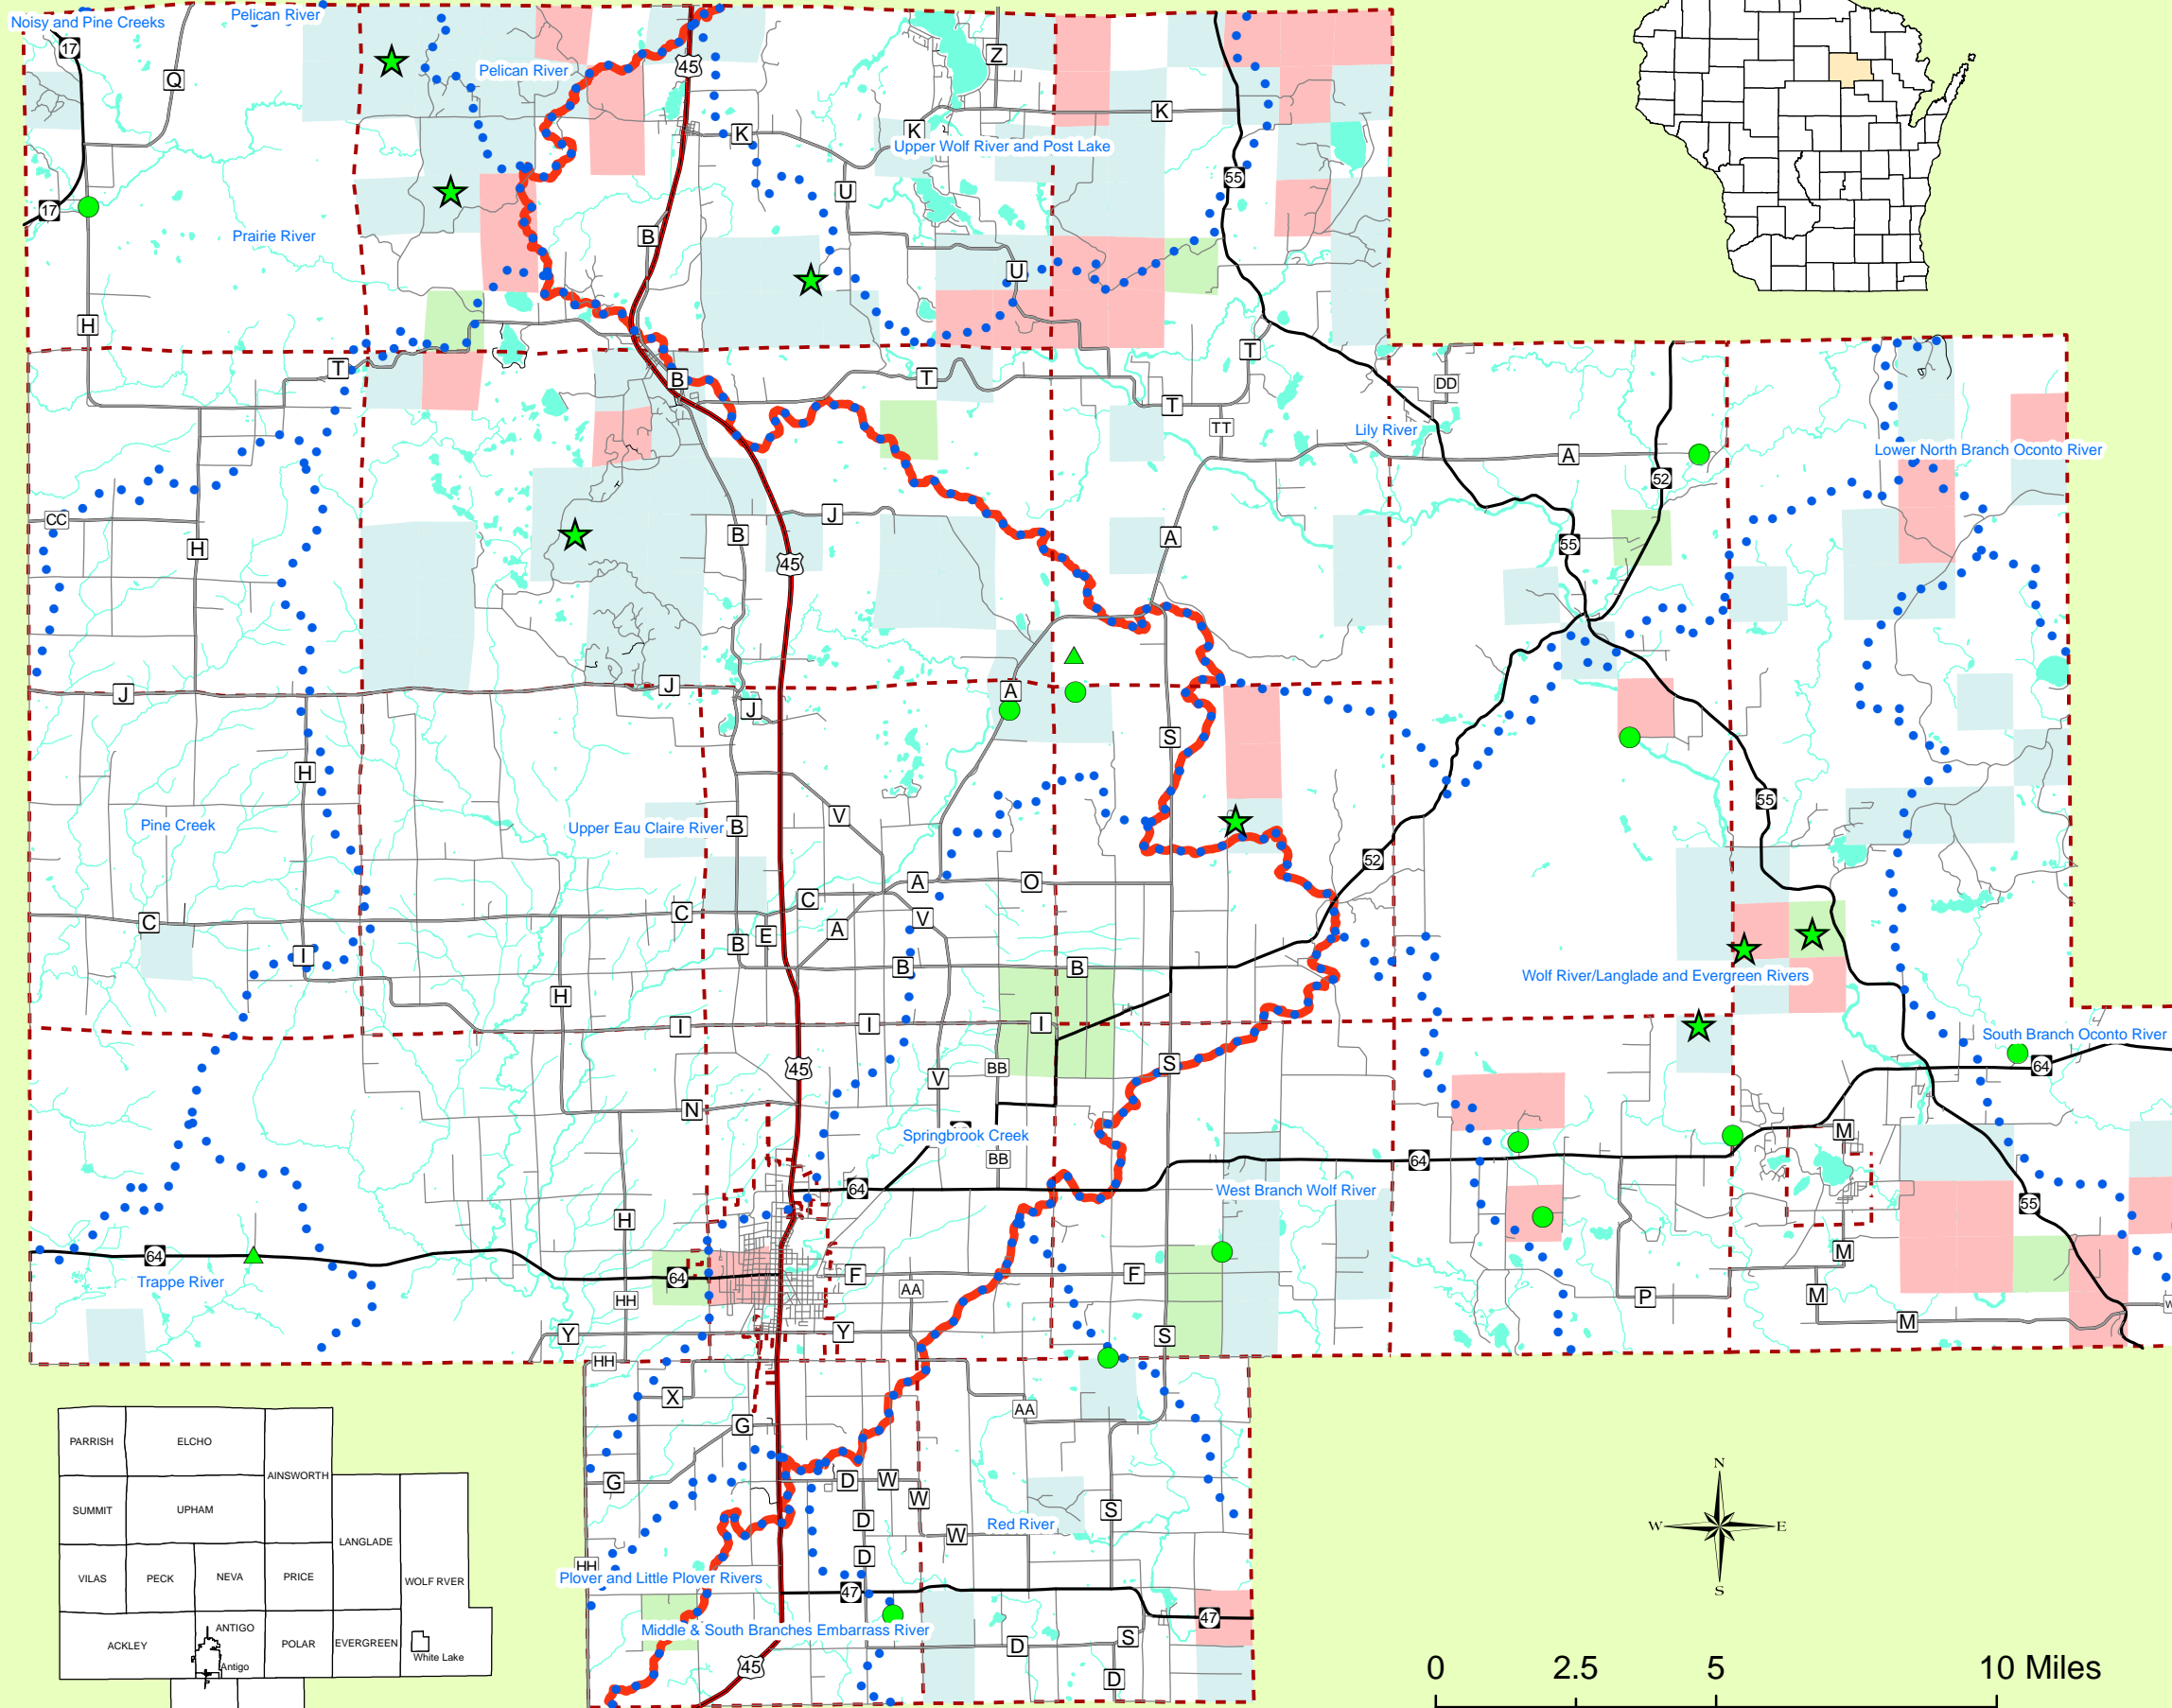 Noisy and Pine Creeks
Pelican River
17
Q
Pelican River
45
Z
K
K
K
Upper Wolf River and Post Lake
55
U
17
Prairie River
B
U
H
T
B
T
T
T
TT
DD
Lily River
A
52
Lower North Branch Oconto River
CC
H
J
B
45
A
55
J
J
A
J
S
H
Pine Creek
Upper Eau Claire River
B
V
55
52
A
O
C
C
C
V
A
B
E
I
B
B
Wolf River/Langlade and Evergreen Rivers
H
I
I
I
South Branch Oconto River
45
V
BB
S
64
N
Springbrook Creek
BB
M
64
64
West Branch Wolf River
55
H
64
Trappe River
64
F
F
M
HH
AA
P
M
M
Y
Y
S
HH
X
AA
G
G
D
W
W
D
W
Red River
S
D
HH
Plover and Little Plover Rivers
47
47
Middle & South Branches Embarrass River
D
S
45
D
PARRISH
ELCHO
AINSWORTH
SUMMIT
UPHAM
LANGLADE
VILAS
PECK
NEVA
PRICE
WOLF RVER
ACKLEY
ANTIGO
POLAR
EVERGREEN
Antigo
White Lake
N
W
E
S
0
2.5
5
10 Miles